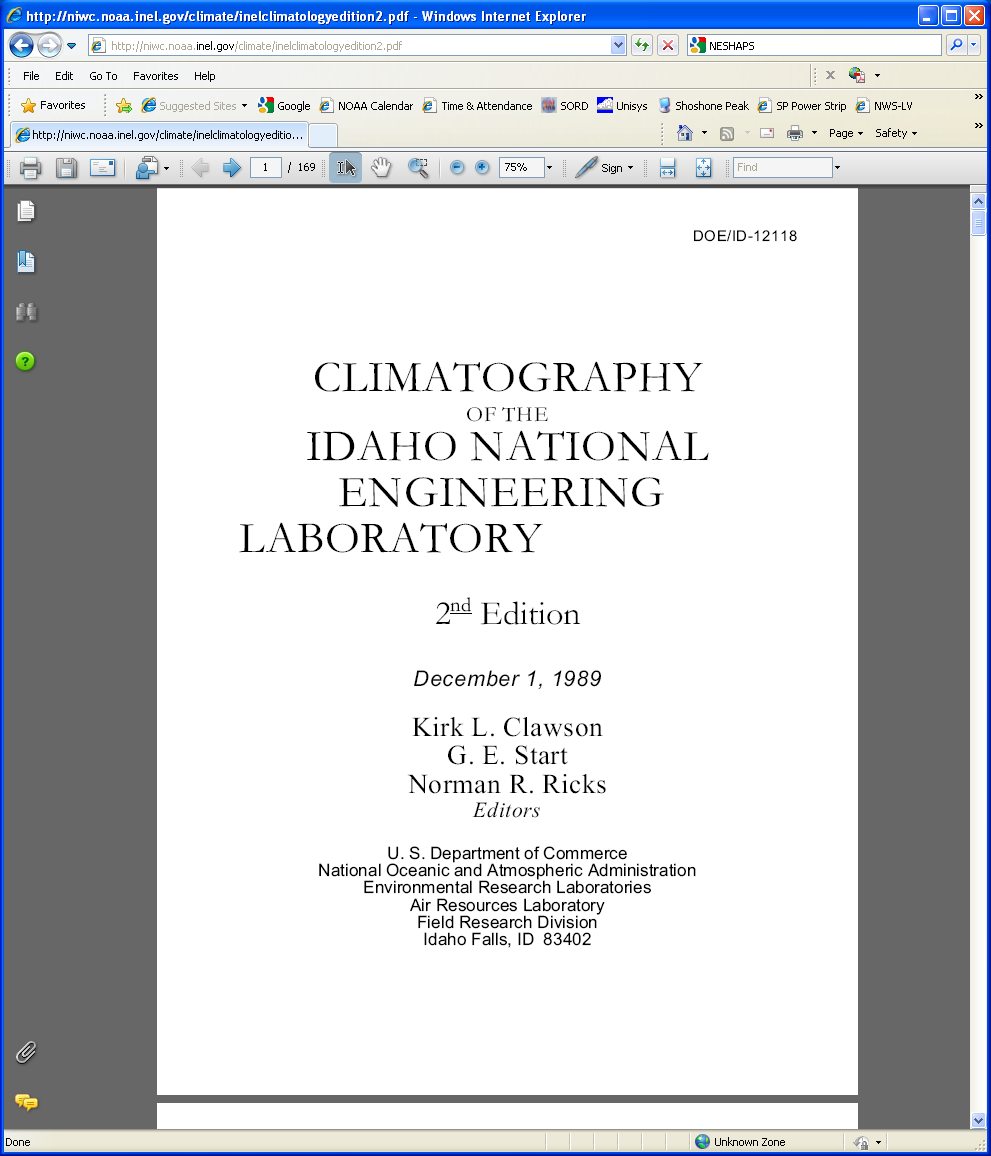 http://niwc.noaa.inel.gov/climate/inelclimatologyedition2.pdf - Windows Internet Explorer
http://niwc.noaa.inel.gov/climate/inelclimatologyedition2.pdf
NESHAPS
File Edit Go To Favorites Help
Favorites Suggested Sites Google NOAA Calendar Time & Attendance SORD Unisys Shoshone Peak SP Power Strip NWS-LV
http://niwc.noaa.inel.gov/climate/inelclimatologyeditio... Page Safety
1 / 169 75% Sign Find
DOE/ID-12118
CLIMATOGRAPHY
OF THE
IDAHO NATIONAL
ENGINEERING
LABORATORY
2nd Edition
December 1, 1989
Kirk L. Clawson
G. E. Start
Norman R. Ricks
Editors
U. S. Department of Commerce
National Oceanic and Atmospheric Administration
Environmental Research Laboratories
Air Resources Laboratory
Field Research Division
Idaho Falls, ID 83402
Done Unknown Zone